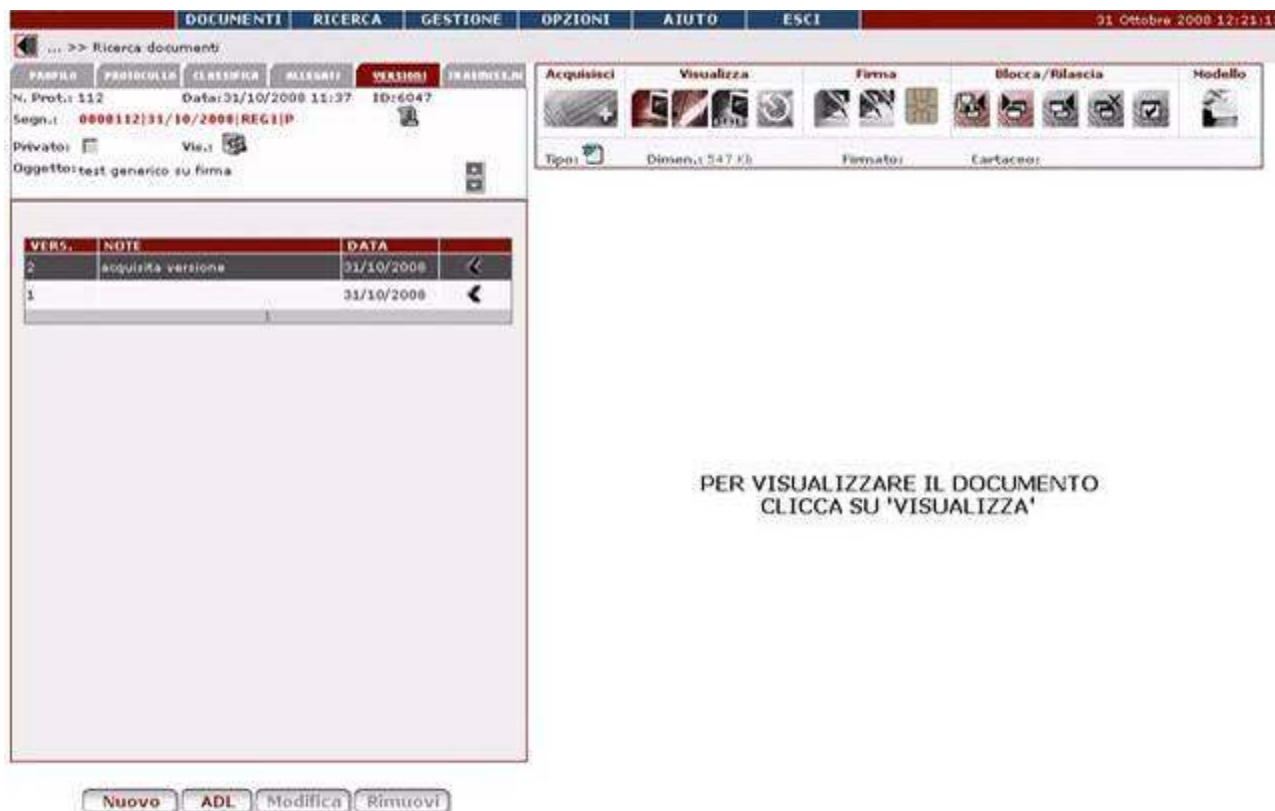 DOCUMENTI RICERCA GESTIONE OPZIONI AIUTO ESCI 31 Ottobre 2008 12:21:1
... >> Ricerca documenti
PROFILO PROTOCOLLO CLASSIFICA ALLEGATI VERSIONI
N. Prot.: 112 Data:31/10/2008 11:37 ID:6047
Segn.: 0000112|31/10/2008|REG1|P
Privato: Vis.:
Oggetto: test generico su firma
Acquisisci Visualizza Firma Blocca/Rilascia Modello
Tipo: Dimen.: 547 Kb Firmato: Cartaceo:
VERS. NOTE DATA
2 acquisita versione 31/10/2008
1 31/10/2008
1
PER VISUALIZZARE IL DOCUMENTO
CLICCA SU 'VISUALIZZA'
Nuovo ADL Modifica Rimuovi